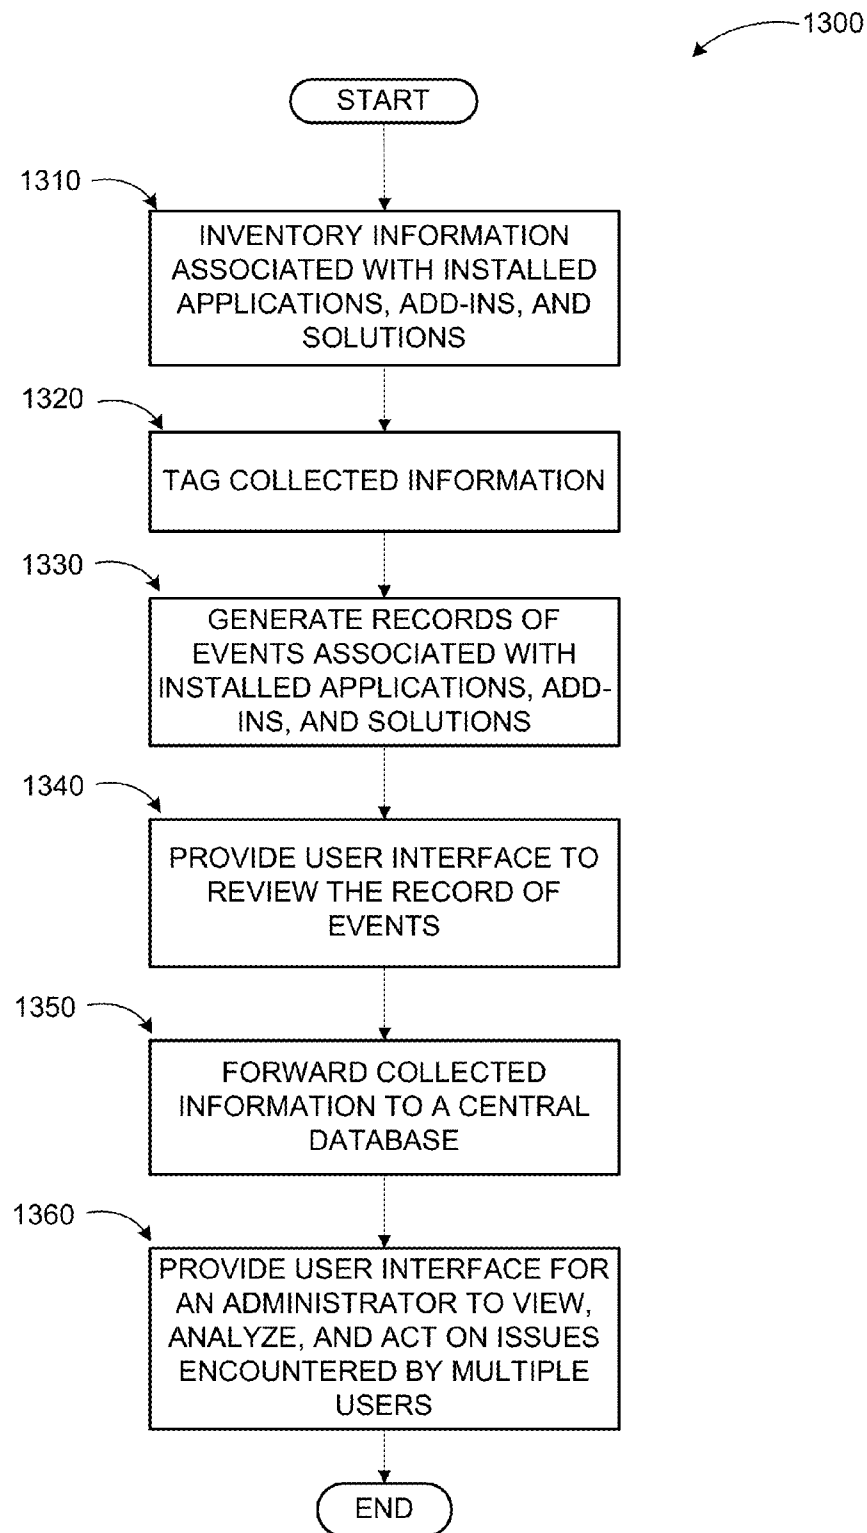 1300
START
1310
INVENTORY INFORMATION
ASSOCIATED WITH INSTALLED
APPLICATIONS, ADD-INS, AND
SOLUTIONS
1320
TAG COLLECTED INFORMATION
1330
GENERATE RECORDS OF
EVENTS ASSOCIATED WITH
INSTALLED APPLICATIONS, ADD-
INS, AND SOLUTIONS
1340
PROVIDE USER INTERFACE TO
REVIEW THE RECORD OF
EVENTS
1350
FORWARD COLLECTED
INFORMATION TO A CENTRAL
DATABASE
1360
PROVIDE USER INTERFACE FOR
AN ADMINISTRATOR TO VIEW,
ANALYZE, AND ACT ON ISSUES
ENCOUNTERED BY MULTIPLE
USERS
END